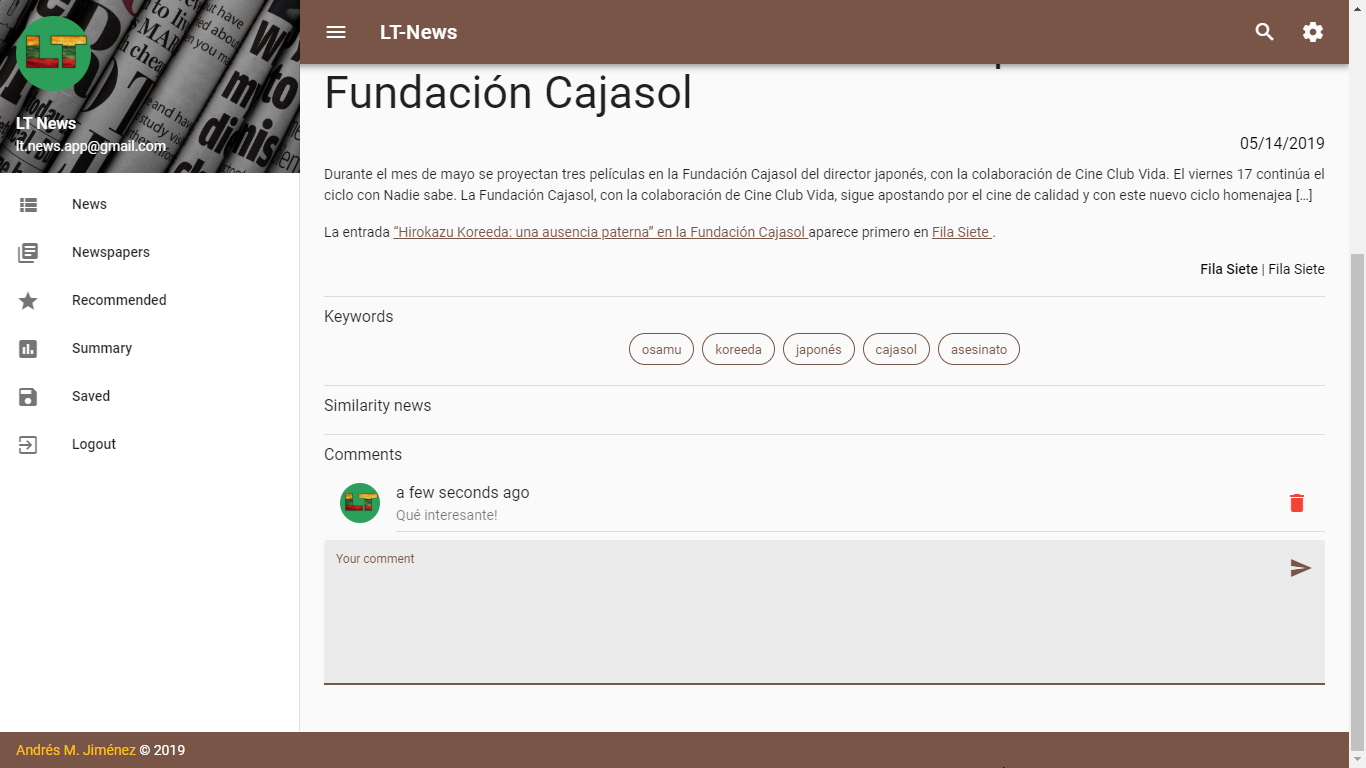 LT
LT News
lt.news.app@gmail.com
News
Newspapers
Recommended
Summary
Saved
Logout
LT-News
Fundación Cajasol
05/14/2019
Durante el mes de mayo se proyectan tres películas en la Fundación Cajasol del director japonés, con la colaboración de Cine Club Vida. El viernes 17 continúa el
ciclo con Nadie sabe. La Fundación Cajasol, con la colaboración de Cine Club Vida, sigue apostando por el cine de calidad y con este nuevo ciclo homenajea [...]
La entrada “Hirokazu Koreeda: una ausencia paterna” en la Fundación Cajasol aparece primero en Fila Siete .
Fila Siete | Fila Siete
Keywords
osamu koreeda japonés cajasol asesinato
Similarity news
Comments
LT
a few seconds ago
Qué interesante!
Your comment
Andrés M. Jiménez © 2019